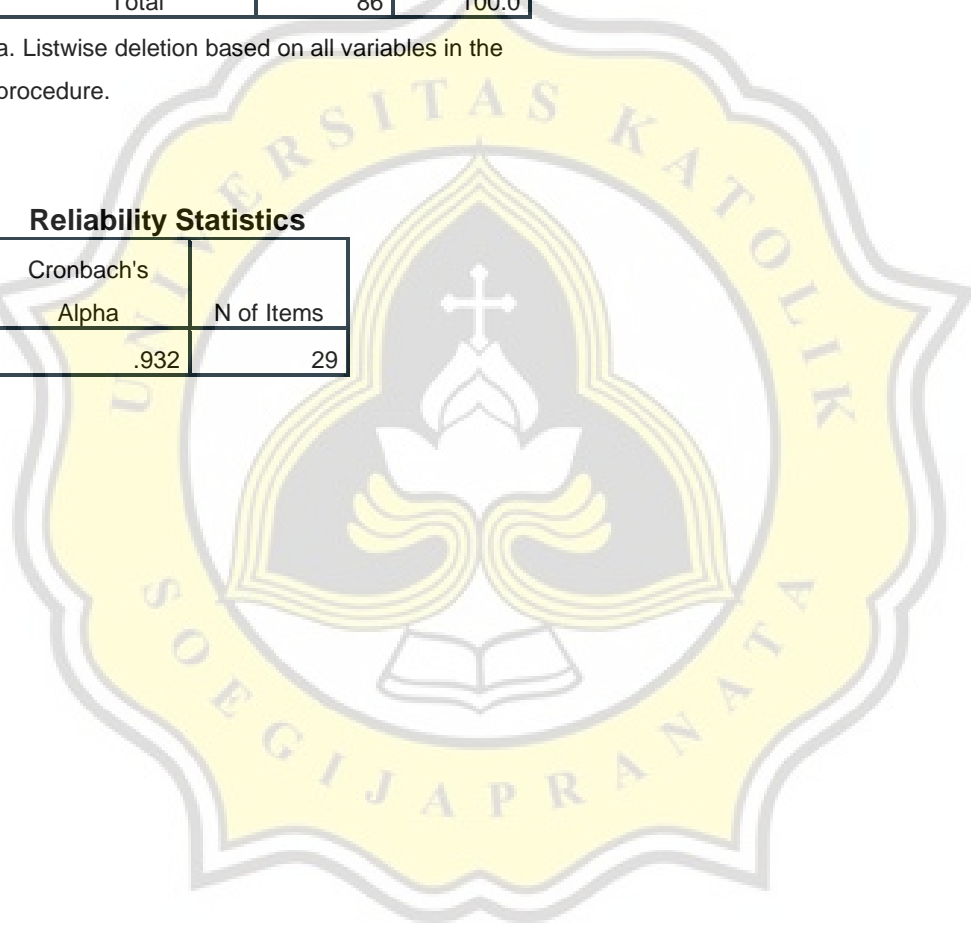 Total 86 100.0
a. Listwise deletion based on all variables in the
procedure.
Reliability Statistics
Cronbach's
Alpha N of Items
.932 29
UNIVERSITAS KATOLIK
SOEGIJAPRANATA